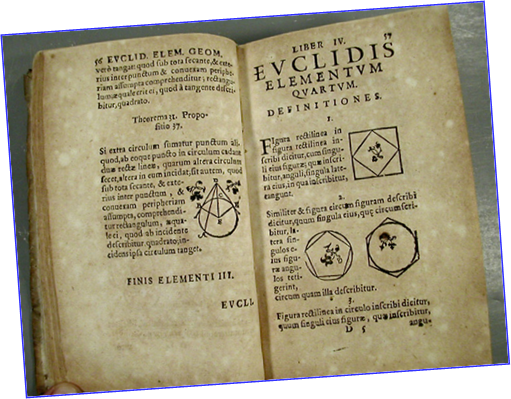 56 EVCLID. ELEM. GEOM.
verò tangat: quod sub tota secante, & exte-
rius inter punctum & conuexam periphe-
riam assumpta comprehenditur, rectangu-
lum æquale erit ei, quod à tangente descri-
bitur, quadrato.
Theorema 31. Propo-
sitio 37.
Si extra circulum sumatur punctum aliquod,
ab eoque puncto in circulum cadant
duæ rectæ lineæ, quarum altera circulum
secet, altera in eum incidat, sit autem, quod
sub tota secante, & exte-
rius inter punctum, &
conuexam peripheriam
assumpta, comprehendi-
tur rectangulum, æqua-
le ei, quod ab incidente
describitur quadrato, in-
cidens ipsa circulum tanget.
FINIS ELEMENTI III.
EVCLI.
LIBER IV. 57
EVCLIDIS
ELEMENTVM
QVARTVM.
DEFINITIONES.
1.
FIgura rectilinea in
figura rectilinea in-
scribi dicitur, cum singu-
li eius figuræ, quæ inscri-
bitur, anguli, singula late-
ra eius, in qua inscribitur,
tangunt.
2.
Similiter & figura circum figuram describi
dicitur, quum singula eius, quæ circumscri-
bitur, la-
tera sin-
gulos e-
ius figu-
ræ angu-
los teti-
gerint,
circum quam illa describitur.
3.
Figura rectilinea in circulo inscribi dicitur,
quum singuli eius figuræ, quæ inscribitur,
D 5 angu-